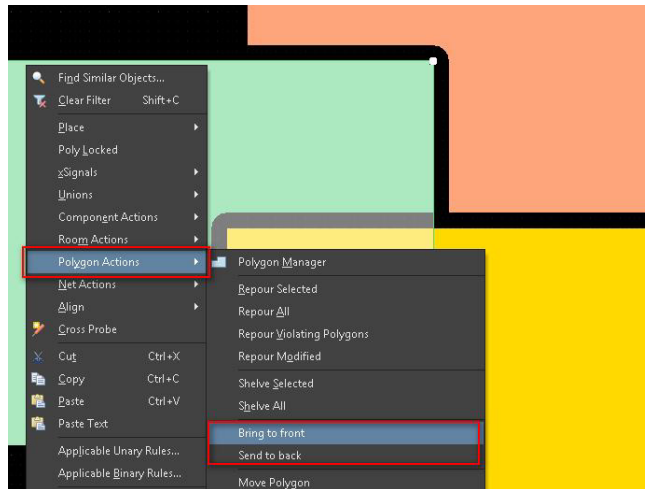 Find Similar Objects...
Clear Filter Shift+C
Place
Poly Locked
xSignals
Unions
Component Actions
Room Actions
Polygon Actions
Net Actions
Align
Cross Probe
Cut Ctrl+X
Copy Ctrl+C
Paste Ctrl+V
Paste Text
Applicable Unary Rules...
Applicable Binary Rules...
Polygon Manager
Repour Selected
Repour All
Repour Violating Polygons
Repour Modified
Shelve Selected
Shelve All
Bring to front
Send to back
Move Polygon